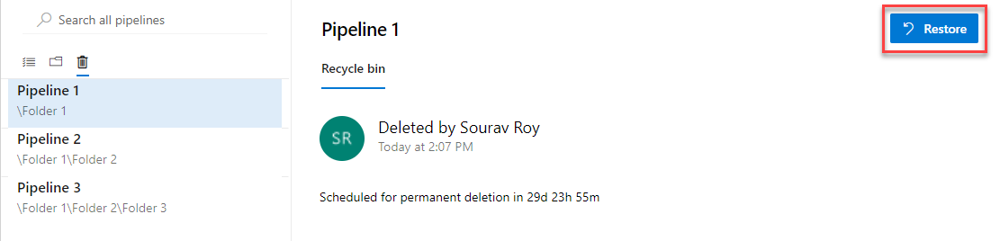 Search all pipelines
Pipeline 1
\Folder 1
Pipeline 2
\Folder 1\Folder 2
Pipeline 3
\Folder 1\Folder 2\Folder 3
Pipeline 1
Restore
Recycle bin
SR
Deleted by Sourav Roy
Today at 2:07 PM
Scheduled for permanent deletion in 29d 23h 55m